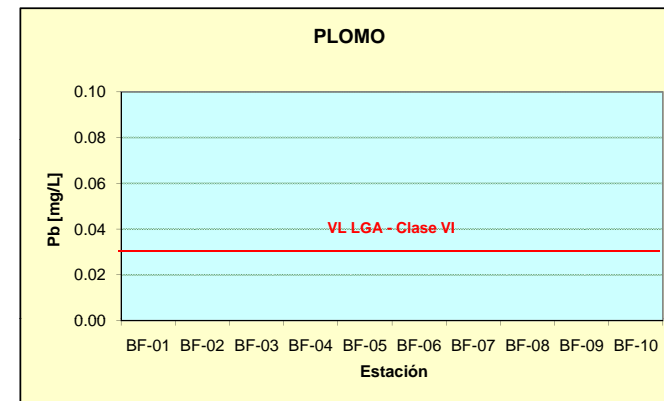 PLOMO
0.10
0.08
0.06
0.04
0.02
0.00
Pb [mg/L]
VL LGA - Clase VI
BF-01 BF-02 BF-03 BF-04 BF-05 BF-06 BF-07 BF-08 BF-09 BF-10
Estación